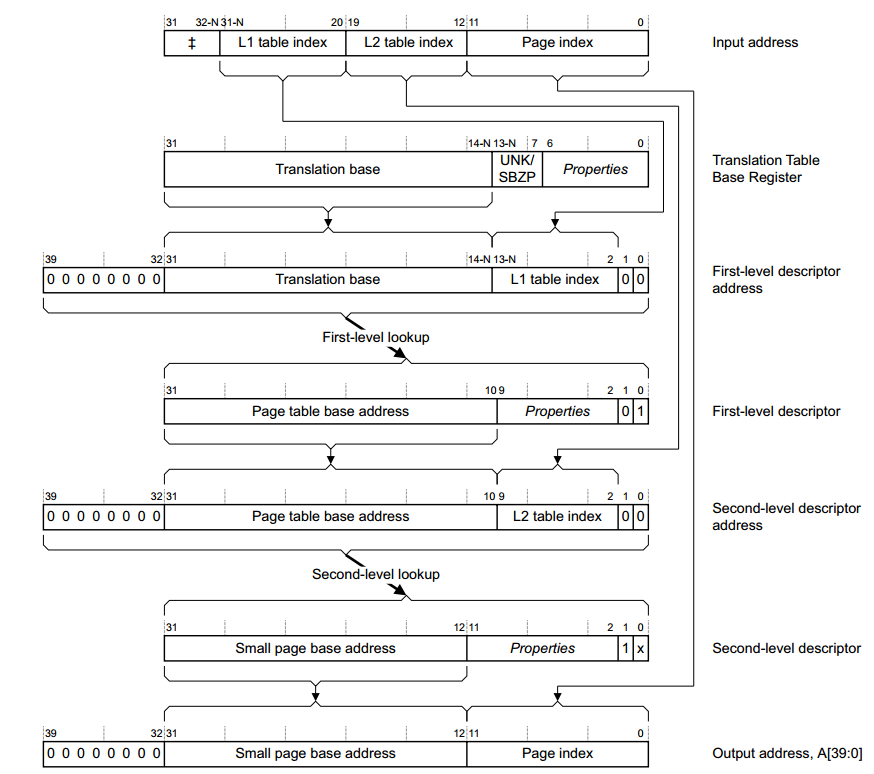 31 32-N 31-N 20 19 12 11 0
‡ L1 table index L2 table index Page index Input address
31 14-N 13-N 7 6 0
Translation base UNK/ SBZP Properties Translation Table Base Register
39 32 31 14-N 13-N 2 1 0
0 0 0 0 0 0 0 0 Translation base L1 table index 0 0 First-level descriptor address
First-level lookup
31 10 9 2 1 0
Page table base address Properties 0 1 First-level descriptor
39 32 31 10 9 2 1 0
0 0 0 0 0 0 0 0 Page table base address L2 table index 0 0 Second-level descriptor address
Second-level lookup
31 12 11 2 1 0
Small page base address Properties 1 x Second-level descriptor
39 32 31 12 11 0
0 0 0 0 0 0 0 0 Small page base address Page index Output address, A[39:0]